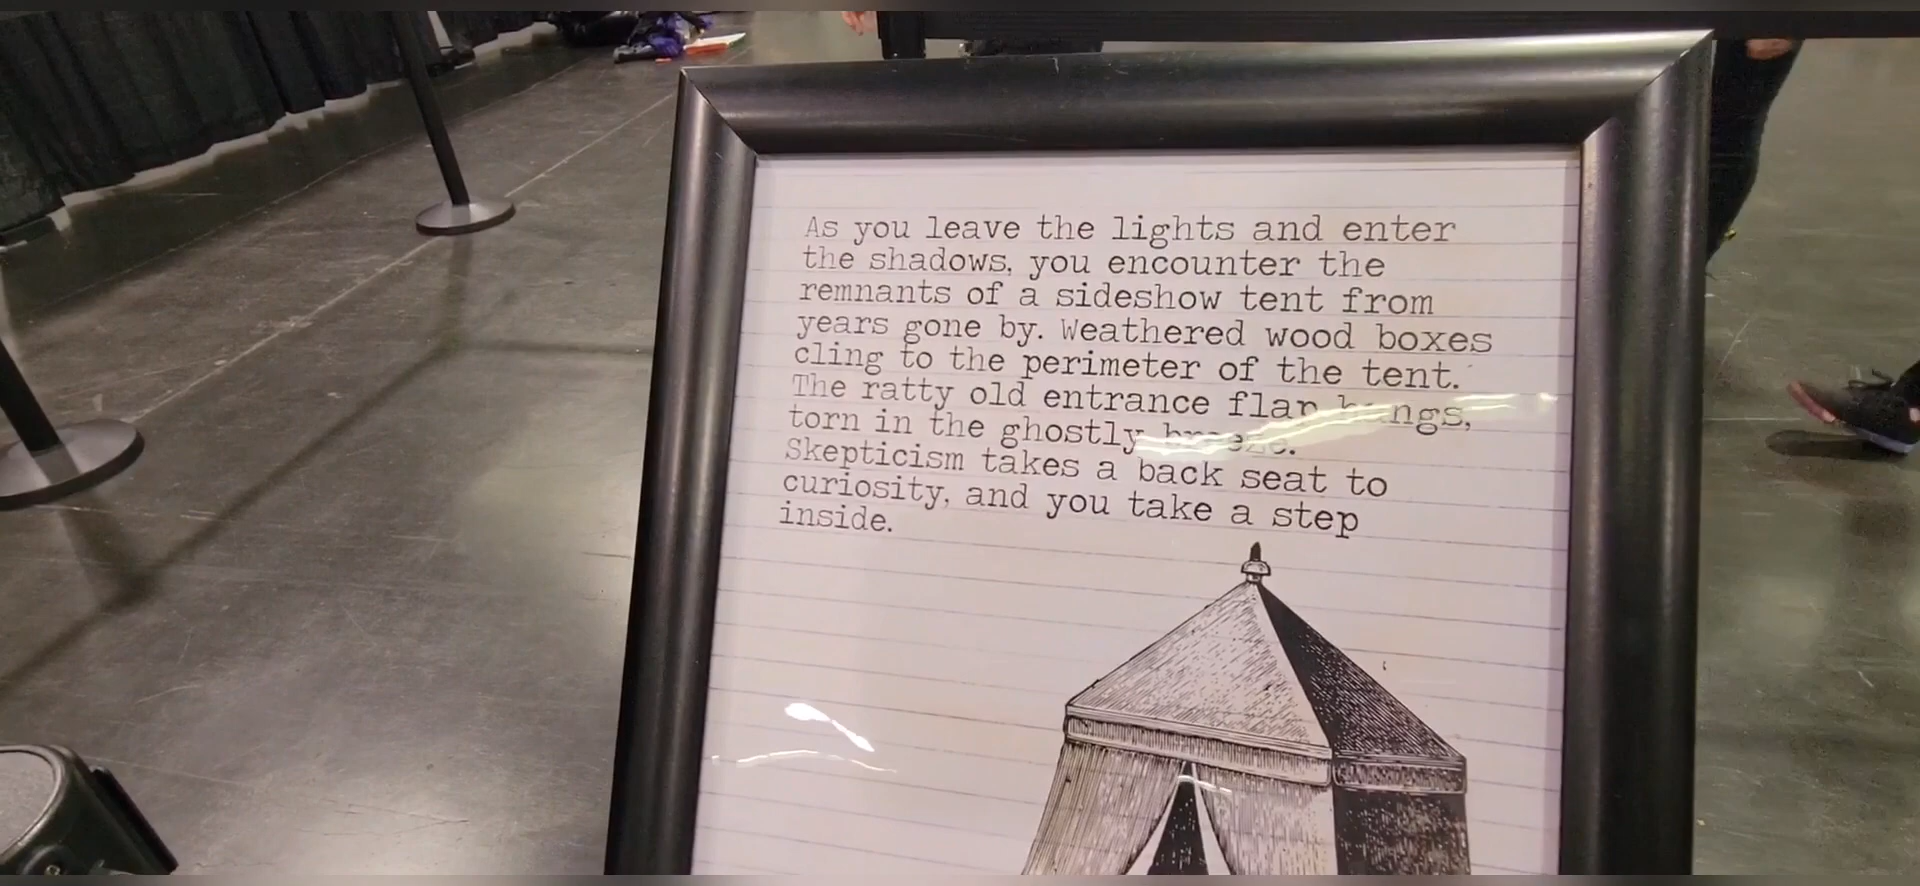 As you leave the lights and enter
the shadows, you encounter the
remnants of a sideshow tent from
years gone by. Weathered wood boxes
cling to the perimeter of the tent.
The ratty old entrance flap hangs,
torn in the ghostly breeze.
Skepticism takes a back seat to
curiosity, and you take a step
inside.